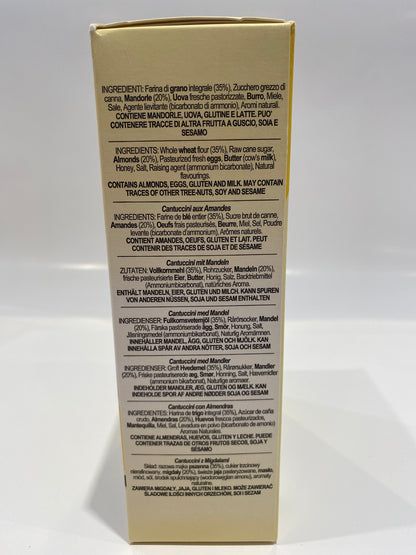 INGREDIENTI: Farina di grano integrale (35%), Zucchero grezzo di
canna, Mandorle (20%), Uova fresche pastorizzate, Burro, Miele,
Sale, Agente lievitante (bicarbonato di ammonio), Aromi naturali.
CONTIENE MANDORLE, UOVA, GLUTINE E LATTE. PUO'
CONTENERE TRACCE DI ALTRA FRUTTA A GUSCIO, SOIA E
SESAMO
INGREDIENTS: Whole wheat flour (35%), Raw cane sugar,
Almonds (20%), Pasteurized fresh eggs, Butter (cow's milk),
Honey, Salt, Raising agent (ammonium bicarbonate), Natural
flavourings.
CONTAINS ALMONDS, EGGS, GLUTEN AND MILK. MAY CONTAIN
TRACES OF OTHER TREE-NUTS, SOY AND SESAME
Cantuccini aux Amandes
INGREDIENTS: Farine de blé entier (35%), Sucre brut de canne,
Amandes (20%), Oeufs frais pasteurisés, Beurre, Miel, Sel, Poudre
levante (bicarbonate d'ammonium), Arômes naturels.
CONTIENT AMANDES, OEUFS, GLUTEN ET LAIT. PEUT
CONTENIR DES TRACES DE SOJA ET DE SÉSAME
Cantuccini mit Mandeln
ZUTATEN: Vollkornmehl (35%), Rohrzucker, Mandeln (20%),
frische pasteurisierte Eier, Butter, Honig, Salz, Backtriebmittel
(Ammoniumbicarbonat), natürliches Aroma.
ENTHÄLT MANDELN, EIER, GLUTEN UND MILCH. KANN SPUREN
VON ANDEREN NÜSSEN, SOJA UND SESAM ENTHALTEN
Cantuccini med Mandel
INGREDIENSER: Fullkornsvetemjöl (35%), Rårörsocker, Mandel
(20%), Färska pastöriserade ägg, Smör, Honung, Salt,
Jäsningsmedel (ammoniumbikarbonat), Naturlig Aromämnen.
INNEHÅLLER MANDEL, ÄGG, GLUTEN OCH MJÖLK. KAN
INNEHÅLLA SPÅR AV ANDRA NÖTTER, SOJA OCH SESAM
Cantuccini med Mandler
INGREDIENSER: Groft Hvedemel (35%), Rårørsukker, Mandler
(20%), Friske pasteuriserede æg, Smør, Honning, Salt, Hævemidler
(ammonium bikarbonat), Naturlige aromaer.
INDEHOLDER MANDLER, ÆG, GLUTEN OG MÆLK. KAN
INDEHOLDE SPOR AF ANDRE NØDDER SOJA OG SESAM
Cantuccini con Almendras
INGREDIENTES: Harina de trigo integral (35%), Azúcar de caña
crudo, Almendras (20%), Huevos frescos pasteurizados,
Mantequilla, Miel, Sal, Levadura en polvo (bicarbonato de amonio)
Aromas Naturales.
CONTIENE ALMENDRAS, HUEVOS, GLUTEN Y LECHE. PUEDE
CONTENER TRAZAS DE OTROS FRUTOS SECOS, SOJA Y
SÉSAMO
Cantuccini z Migdałami
Skład: razowa mąka pszenna (35%), cukier trzcinowy
nierafinowany, migdały (20%), świeże jaja pasteryzowane, masło,
miód, sól, środek spulchniający (wodorowęglan amonu), aromaty
naturalne.
ZAWIERA MIGDAŁY, JAJA, GLUTEN I MLEKO. MOŻE ZAWIERAĆ
ŚLADOWE ILOŚCI INNYCH ORZECHÓW, SOI I SEZAM